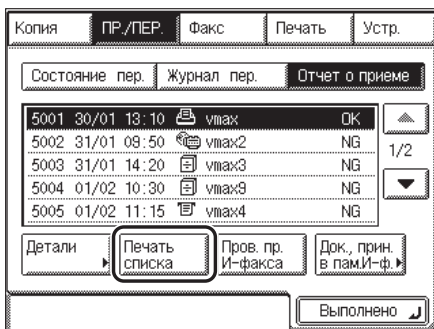 Копия ПР./ПЕР. Факс Печать Устр.
Состояние пер. Журнал пер. Отчет о приеме
5001 30/01 13:10 vmax OK
5002 31/01 09:50 vmax2 NG
5003 31/01 14:20 vmax3 NG
5004 01/02 10:30 vmax9 NG
5005 01/02 11:15 vmax4 NG
1/2
Детали
Печать
списка
Пров. пр.
И-факса
Док., прин.
в пам.И-ф.
Выполнено